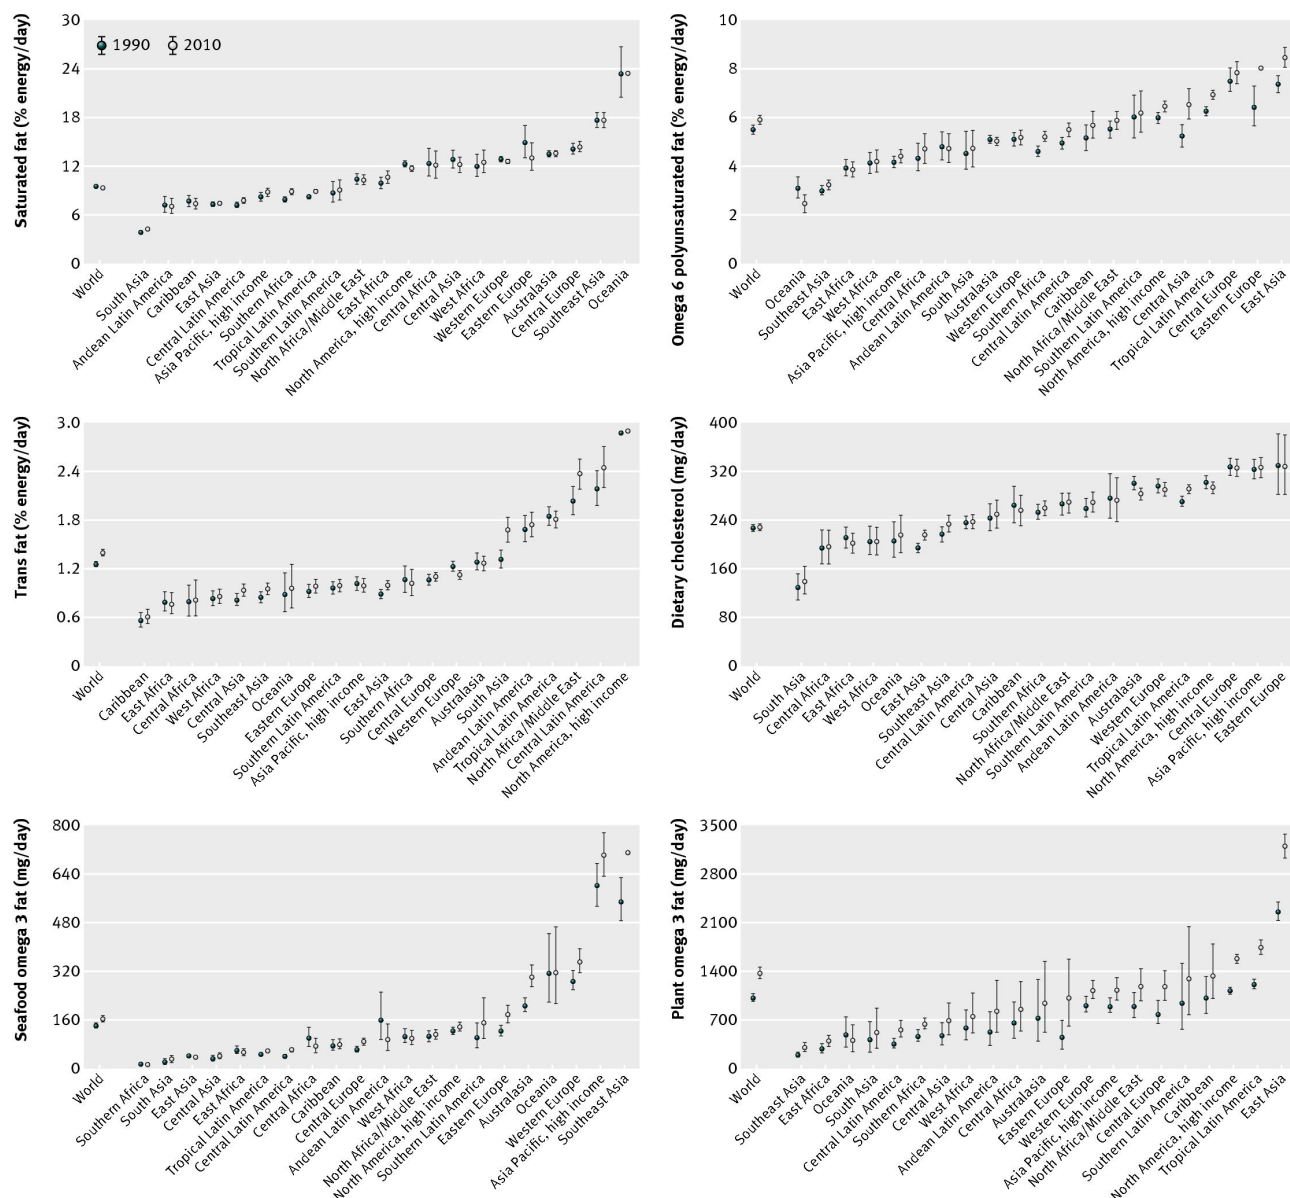 Saturated fat (% energy/day)
30
24
18
12
6
0
1990
2010
World
South Asia
Andean Latin America
Caribbean
East Asia
Central Latin America
Asia Pacific, high income
Southern Africa
Tropical Latin America
Southern Latin America
North Africa/Middle East
East Africa
North America, high income
Central Africa
Central Asia
West Africa
Western Europe
Eastern Europe
Australasia
Central Europe
Southeast Asia
Oceania
Omega 6 polyunsaturated fat (% energy/day)
10
8
6
4
2
0
World
Oceania
Southeast Asia
East Africa
West Africa
Asia Pacific, high income
Central Africa
Andean Latin America
South Asia
Australasia
Western Europe
Southern Africa
Central Latin America
Caribbean
North Africa/Middle East
Southern Latin America
North America, high income
Central Asia
Tropical Latin America
Central Europe
Eastern Europe
East Asia
Trans fat (% energy/day)
3.0
2.4
1.8
1.2
0.6
0
World
Caribbean
East Africa
Central Africa
West Africa
Central Asia
Southeast Asia
Oceania
Eastern Europe
Southern Latin America
Asia Pacific, high income
East Asia
Southern Africa
Central Europe
Western Europe
Australasia
South Asia
Andean Latin America
Tropical Latin America
North Africa/Middle East
Central Latin America
North America, high income
Dietary cholesterol (mg/day)
400
320
240
160
80
0
World
South Asia
Central Africa
East Africa
West Africa
Oceania
East Asia
Southeast Asia
Central Latin America
Central Asia
Caribbean
Southern Africa
North Africa/Middle East
Southern Latin America
Andean Latin America
Australasia
Western Europe
Tropical Latin America
North America, high income
Central Europe
Asia Pacific, high income
Eastern Europe
Seafood omega 3 fat (mg/day)
800
640
480
320
160
0
World
Southern Africa
South Asia
East Asia
Central Asia
East Africa
Tropical Latin America
Central Latin America
Central Africa
Caribbean
Central Europe
Andean Latin America
West Africa
North Africa/Middle East
North America, high income
Southern Latin America
Eastern Europe
Australasia
Oceania
Western Europe
Asia Pacific, high income
Southeast Asia
Plant omega 3 fat (mg/day)
3500
2800
2100
1400
700
0
World
Southeast Asia
East Africa
Oceania
South Asia
Central Latin America
Southern Africa
Central Asia
West Africa
Andean Latin America
Central Africa
Australasia
Eastern Europe
Western Europe
Asia Pacific, high income
North Africa/Middle East
Central Europe
Southern Latin America
Caribbean
North America, high income
Tropical Latin America
East Asia